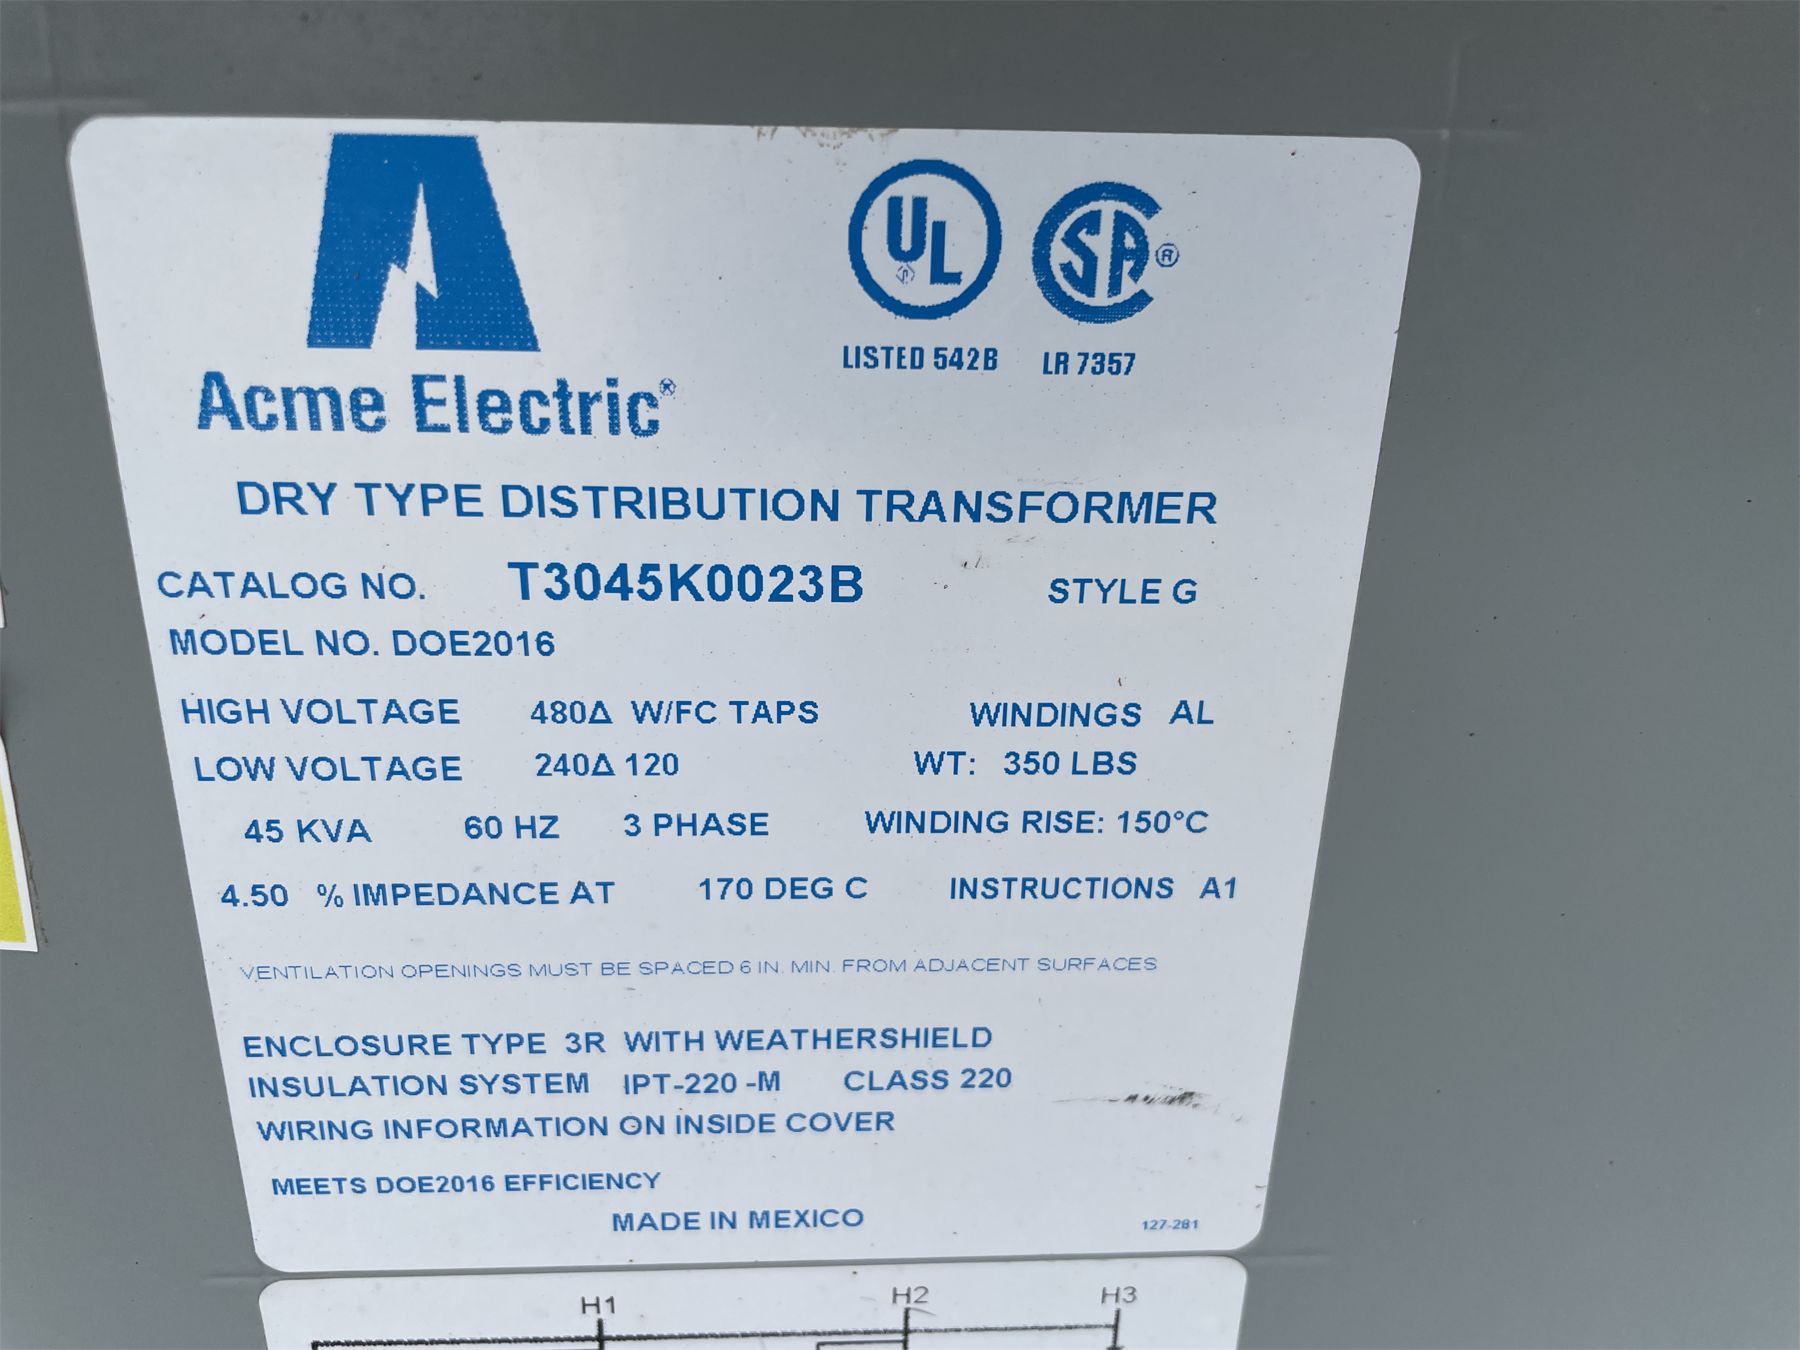 UL
SA ®
LISTED 542B LR 7357
Acme Electric®
DRY TYPE DISTRIBUTION TRANSFORMER
CATALOG NO. T3045K0023B STYLE G
MODEL NO. DOE2016
HIGH VOLTAGE 480Δ W/FC TAPS WINDINGS AL
LOW VOLTAGE 240Δ 120 WT: 350 LBS
45 KVA 60 HZ 3 PHASE WINDING RISE: 150°C
4.50 % IMPEDANCE AT 170 DEG C INSTRUCTIONS A1
VENTILATION OPENINGS MUST BE SPACED 6 IN. MIN. FROM ADJACENT SURFACES
ENCLOSURE TYPE 3R WITH WEATHERSHIELD
INSULATION SYSTEM IPT-220 -M CLASS 220
WIRING INFORMATION ON INSIDE COVER
MEETS DOE2016 EFFICIENCY
MADE IN MEXICO 127-281
H1 H2 H3